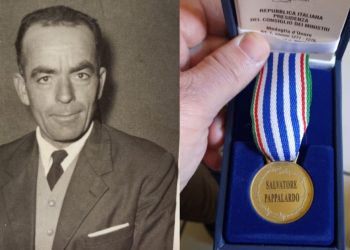 REPUBBLICA ITALIANA
PRESIDENZA
DEL CONSIGLIO DEI MINISTRI
Medaglia d'Onore
SALVATORE
PAPPALARDO